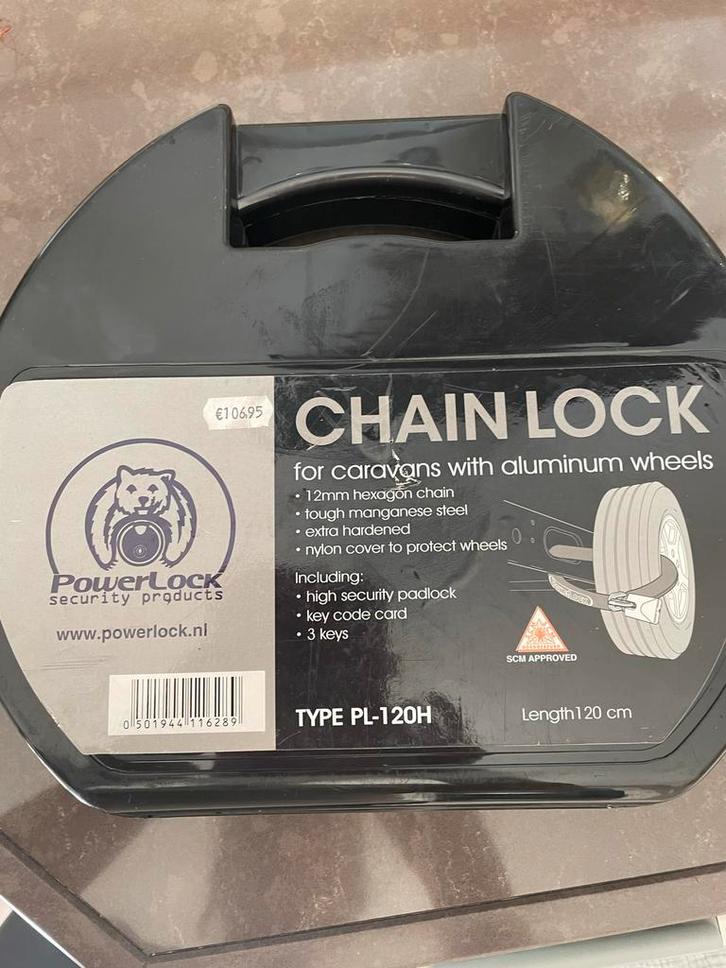 €106.95
CHAIN LOCK
for caravans with aluminum wheels
• 12mm hexagon chain
• tough manganese steel
• extra hardened
• nylon cover to protect wheels
Including:
• high security padlock
• key code card
• 3 keys
SCM APPROVED
TYPE PL-120H
Length120 cm
POWERLOCK
security products
www.powerlock.nl
0 501944 116289